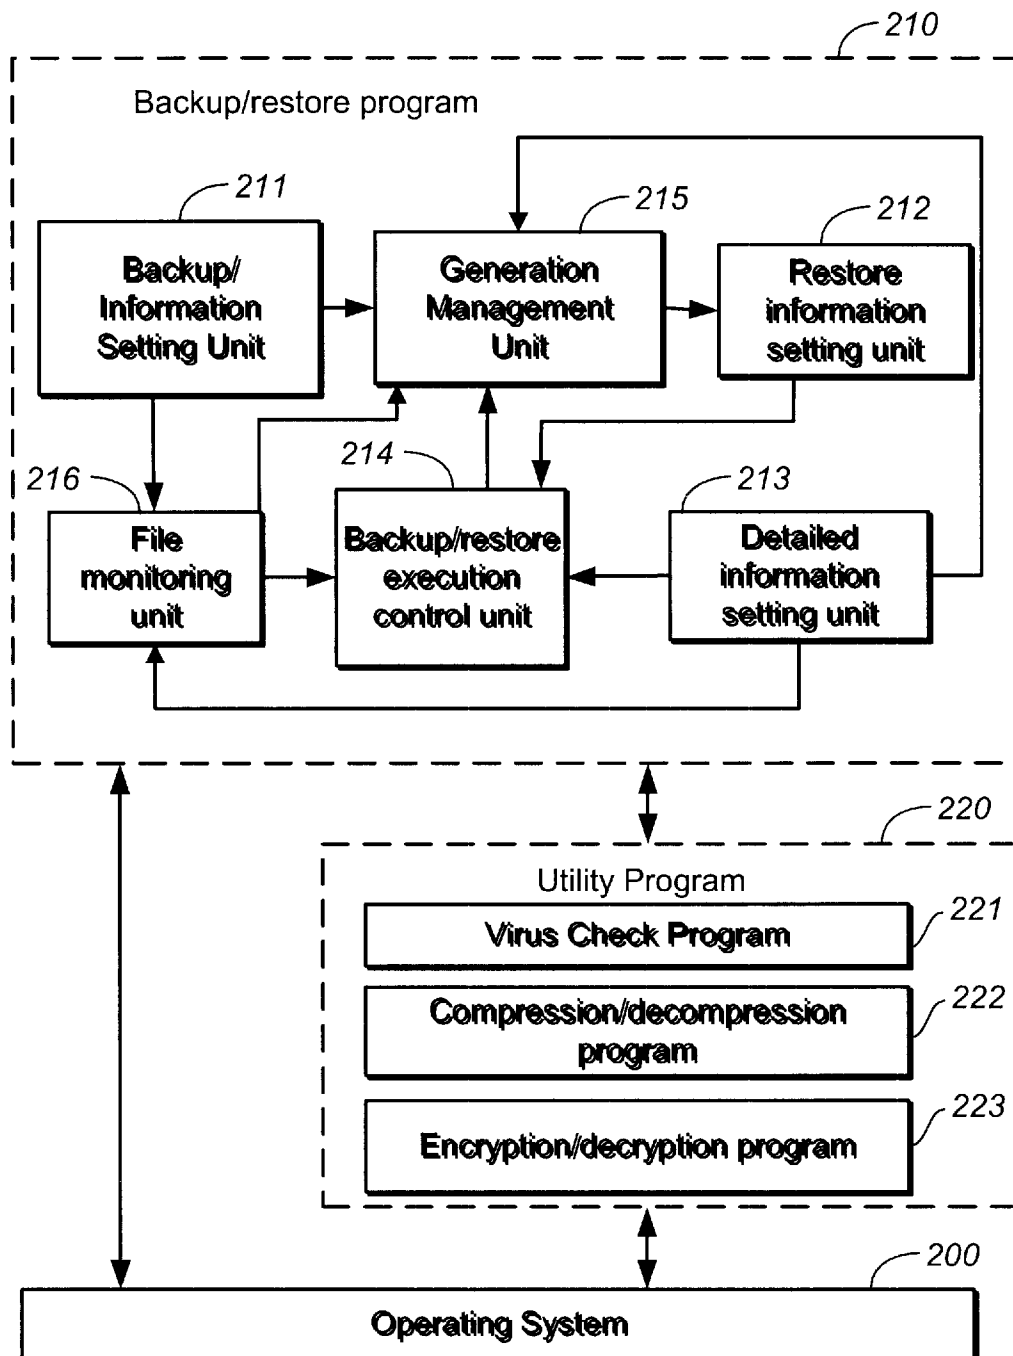 210
Backup/restore program
211
215
212
Backup/
Information
Setting Unit
Generation
Management
Unit
Restore
information
setting unit
216
214
213
File
monitoring
unit
Backup/restore
execution
control unit
Detailed
information
setting unit
220
Utility Program
Virus Check Program
221
Compression/decompression
program
222
Encryption/decryption program
223
200
Operating System